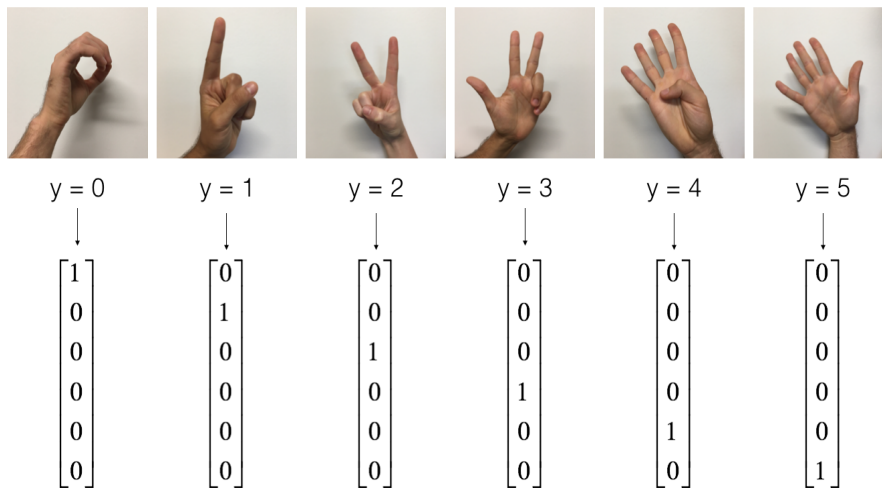 y = 0 y = 1 y = 2 y = 3 y = 4 y = 5
1 0 0 0 0 0
0 1 0 0 0 0
0 0 1 0 0 0
0 0 0 1 0 0
0 0 0 0 1 0
0 0 0 0 0 1